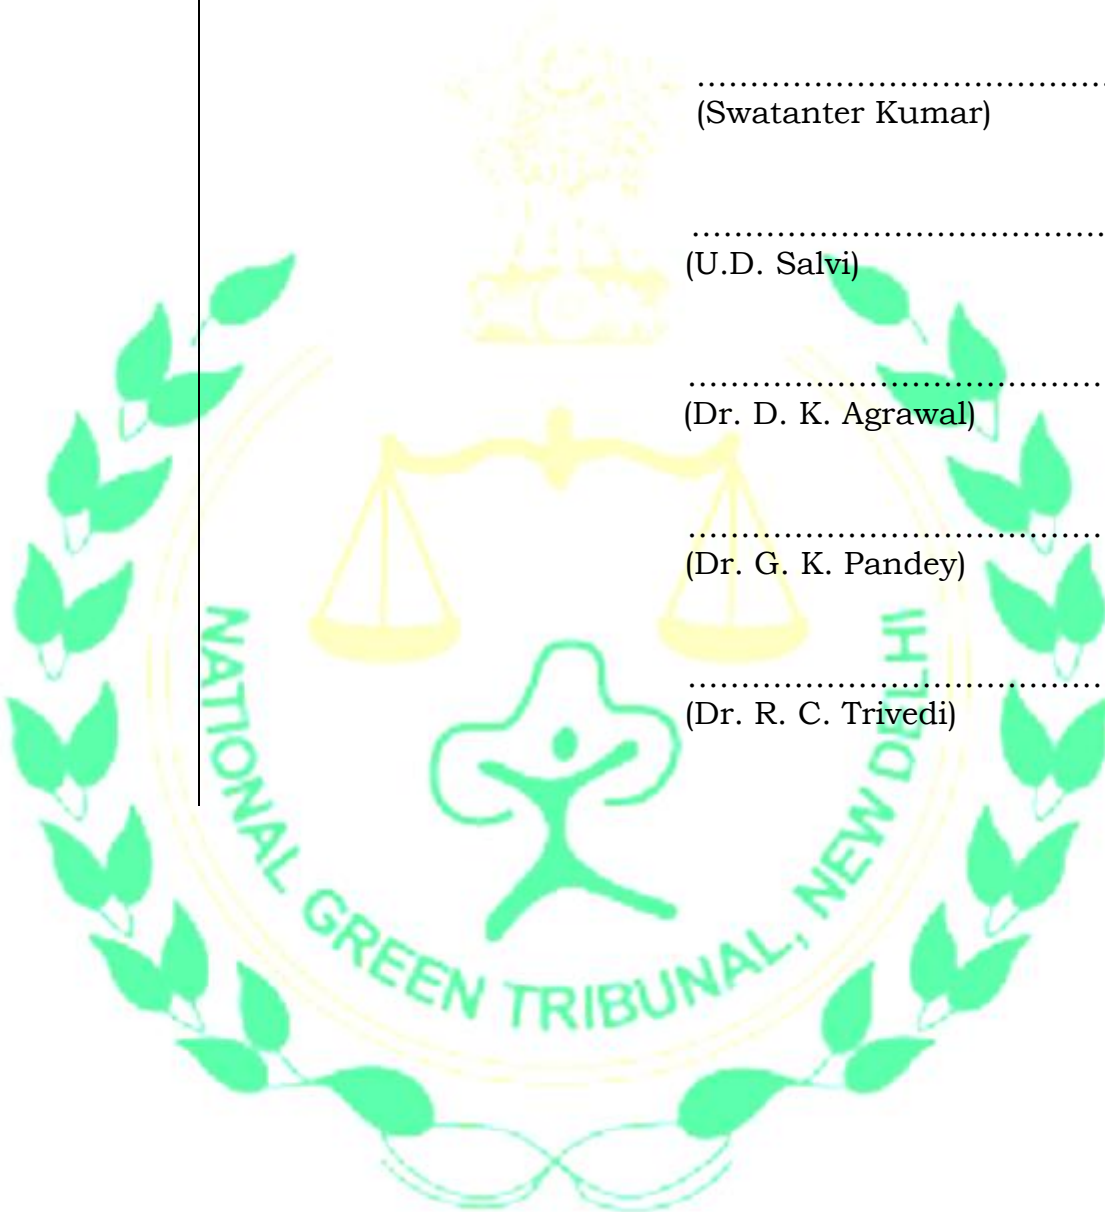 ……………………………………
(Swatanter Kumar)
……………………………………
(U.D. Salvi)
……………………………………
(Dr. D. K. Agrawal)
……………………………………
(Dr. G. K. Pandey)
……………………………………
(Dr. R. C. Trivedi)
NATIONAL GREEN TRIBUNAL, NEW DELHI